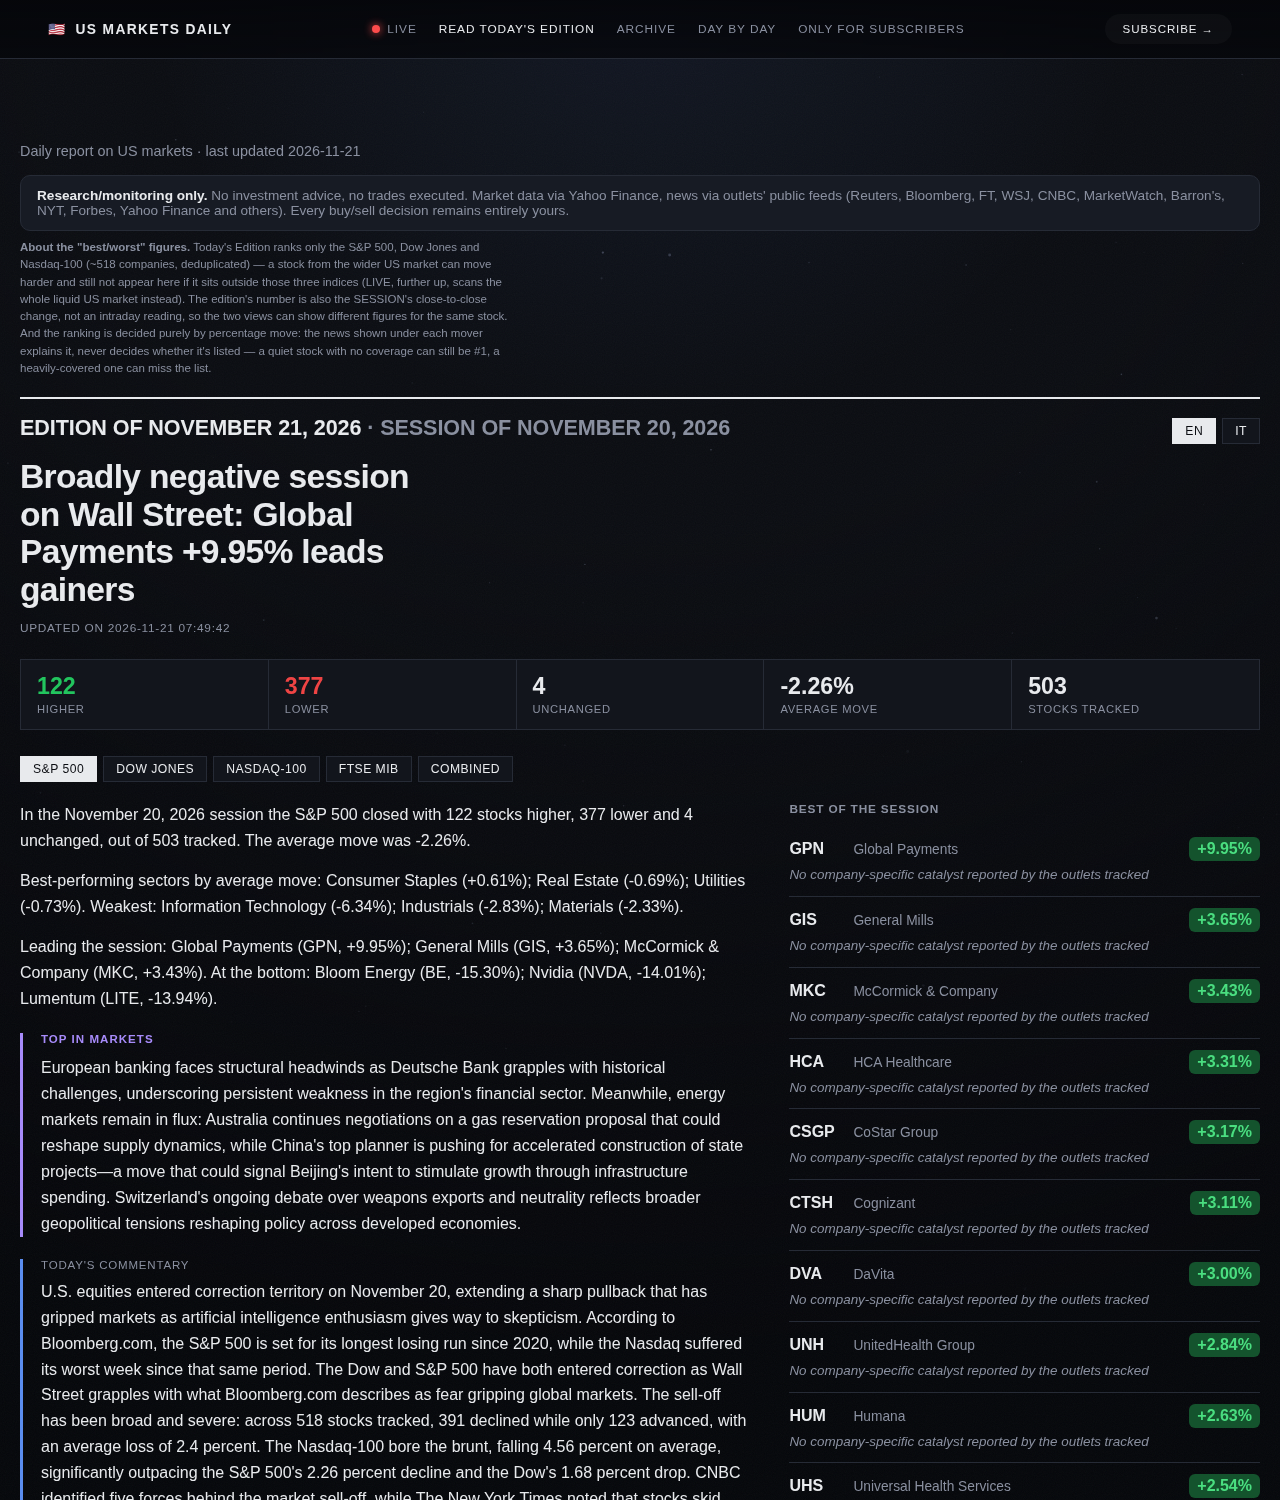 🇺🇸 US MARKETS DAILY
LIVE
READ TODAY'S EDITION
ARCHIVE
DAY BY DAY
ONLY FOR SUBSCRIBERS
SUBSCRIBE →
Daily report on US markets · last updated 2026-11-21
Research/monitoring only. No investment advice, no trades executed. Market data via Yahoo Finance, news via outlets' public feeds (Reuters, Bloomberg, FT, WSJ, CNBC, MarketWatch, Barron's,
NYT, Forbes, Yahoo Finance and others). Every buy/sell decision remains entirely yours.
About the "best/worst" figures. Today's Edition ranks only the S&P 500, Dow Jones and
Nasdaq-100 (~518 companies, deduplicated) — a stock from the wider US market can move
harder and still not appear here if it sits outside those three indices (LIVE, further up, scans the
whole liquid US market instead). The edition's number is also the SESSION's close-to-close
change, not an intraday reading, so the two views can show different figures for the same stock.
And the ranking is decided purely by percentage move: the news shown under each mover
explains it, never decides whether it's listed — a quiet stock with no coverage can still be #1, a
heavily-covered one can miss the list.
EDITION OF NOVEMBER 21, 2026 · SESSION OF NOVEMBER 20, 2026
EN
IT
Broadly negative session
on Wall Street: Global
Payments +9.95% leads
gainers
UPDATED ON 2026-11-21 07:49:42
122
HIGHER
377
LOWER
4
UNCHANGED
-2.26%
AVERAGE MOVE
503
STOCKS TRACKED
S&P 500
DOW JONES
NASDAQ-100
FTSE MIB
COMBINED
In the November 20, 2026 session the S&P 500 closed with 122 stocks higher, 377 lower and 4
unchanged, out of 503 tracked. The average move was -2.26%.
Best-performing sectors by average move: Consumer Staples (+0.61%); Real Estate (-0.69%); Utilities
(-0.73%). Weakest: Information Technology (-6.34%); Industrials (-2.83%); Materials (-2.33%).
Leading the session: Global Payments (GPN, +9.95%); General Mills (GIS, +3.65%); McCormick &
Company (MKC, +3.43%). At the bottom: Bloom Energy (BE, -15.30%); Nvidia (NVDA, -14.01%);
Lumentum (LITE, -13.94%).
TOP IN MARKETS
European banking faces structural headwinds as Deutsche Bank grapples with historical
challenges, underscoring persistent weakness in the region's financial sector. Meanwhile, energy
markets remain in flux: Australia continues negotiations on a gas reservation proposal that could
reshape supply dynamics, while China's top planner is pushing for accelerated construction of state
projects—a move that could signal Beijing's intent to stimulate growth through infrastructure
spending. Switzerland's ongoing debate over weapons exports and neutrality reflects broader
geopolitical tensions reshaping policy across developed economies.
TODAY'S COMMENTARY
U.S. equities entered correction territory on November 20, extending a sharp pullback that has
gripped markets as artificial intelligence enthusiasm gives way to skepticism. According to
Bloomberg.com, the S&P 500 is set for its longest losing run since 2020, while the Nasdaq suffered
its worst week since that same period. The Dow and S&P 500 have both entered correction as Wall
Street grapples with what Bloomberg.com describes as fear gripping global markets. The sell-off
has been broad and severe: across 518 stocks tracked, 391 declined while only 123 advanced, with
an average loss of 2.4 percent. The Nasdaq-100 bore the brunt, falling 4.56 percent on average,
significantly outpacing the S&P 500's 2.26 percent decline and the Dow's 1.68 percent drop. CNBC
identified five forces behind the market sell-off, while The New York Times noted that stocks skid
BEST OF THE SESSION
GPN Global Payments +9.95%
No company-specific catalyst reported by the outlets tracked
GIS General Mills +3.65%
No company-specific catalyst reported by the outlets tracked
MKC McCormick & Company +3.43%
No company-specific catalyst reported by the outlets tracked
HCA HCA Healthcare +3.31%
No company-specific catalyst reported by the outlets tracked
CSGP CoStar Group +3.17%
No company-specific catalyst reported by the outlets tracked
CTSH Cognizant +3.11%
No company-specific catalyst reported by the outlets tracked
DVA DaVita +3.00%
No company-specific catalyst reported by the outlets tracked
UNH UnitedHealth Group +2.84%
No company-specific catalyst reported by the outlets tracked
HUM Humana +2.63%
No company-specific catalyst reported by the outlets tracked
UHS Universal Health Services +2.54%